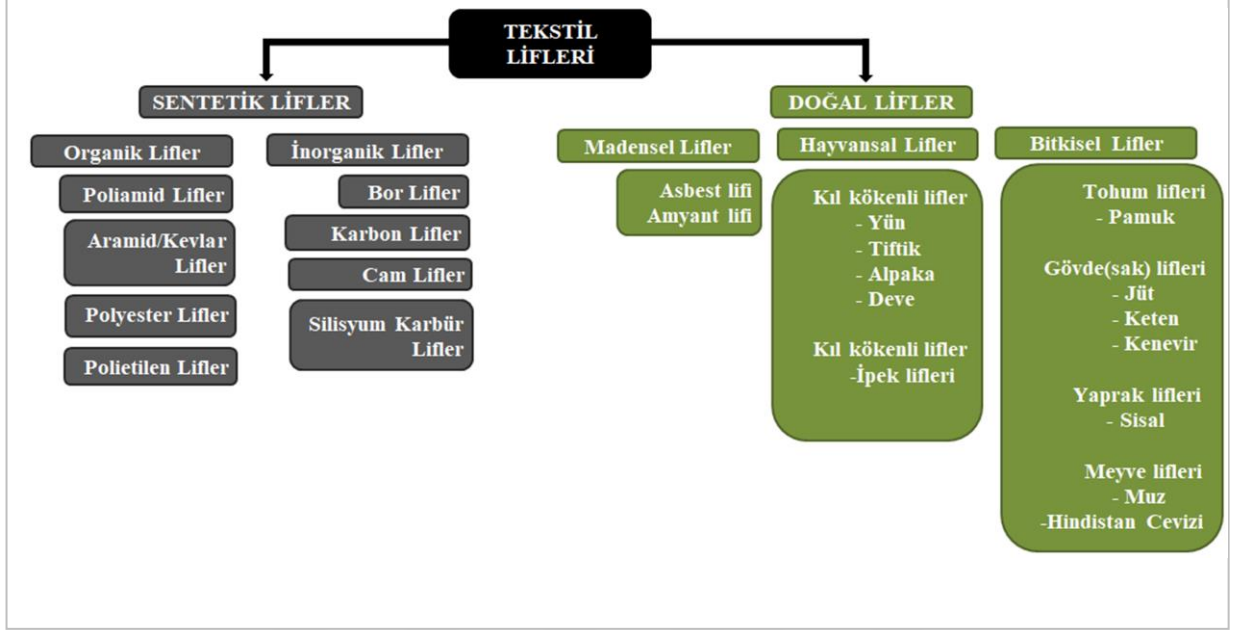 TEKSTİL
LİFLERİ
SENTETİK LİFLER
Organik Lifler
Poliamid Lifler
Aramid/Kevlar
Lifler
Polyester Lifler
Polietilen Lifler
İnorganik Lifler
Bor Lifler
Karbon Lifler
Cam Lifler
Silisyum Karbür
Lifler
DOĞAL LİFLER
Madensel Lifler
Asbest lifi
Amyant lifi
Hayvansal Lifler
Kıl kökenli lifler
- Yün
- Tiftik
- Alpaka
- Deve
Kıl kökenli lifler
-İpek lifleri
Bitkisel Lifler
Tohum lifleri
- Pamuk
Gövde(sak) lifleri
- Jüt
- Keten
- Kenevir
Yaprak lifleri
- Sisal
Meyve lifleri
- Muz
-Hindistan Cevizi